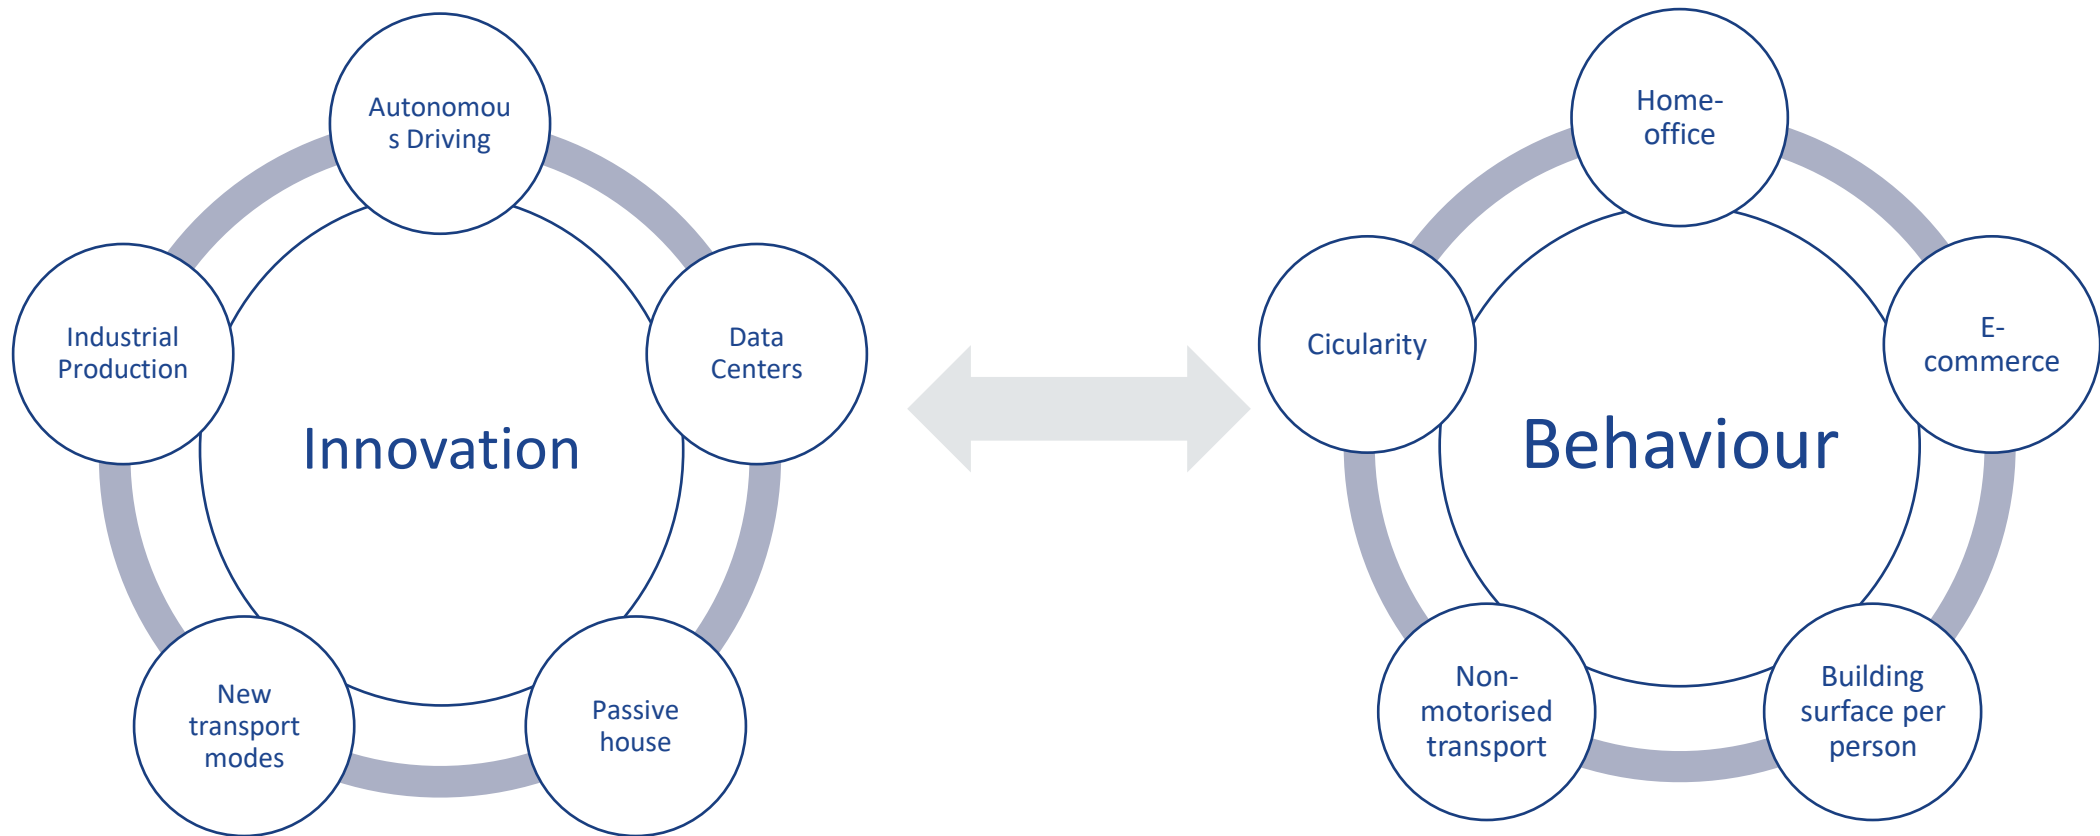 Autonomou
s Driving
Industrial
Production
Data
Centers
Innovation
New
transport
modes
Passive
house
Home-
office
Cicularity
E-
commerce
Behaviour
Non-
motorised
transport
Building
surface per
person